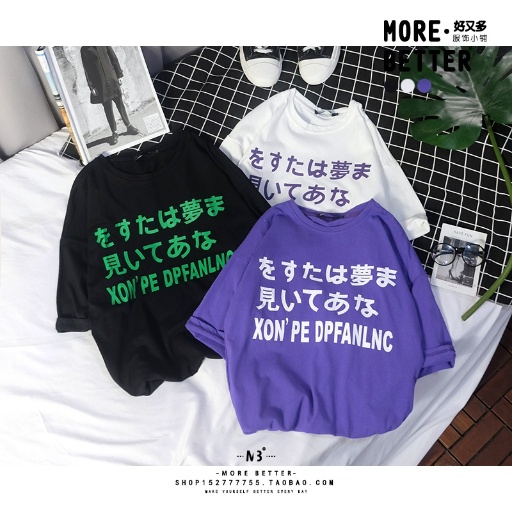 MORE·好又多
服饰小铺
BETTER
をすたは夢ま
見いてあな
をすたは夢ま
見いてあな
XON' PE DPFANLNC
をすたは夢ま
見いてあな
XON' PE DPFANLNC
-MORE BETTER-
SHOP152777755.TAOBAO.COM
MAKE YOURSELF BETTER EVERY DAY